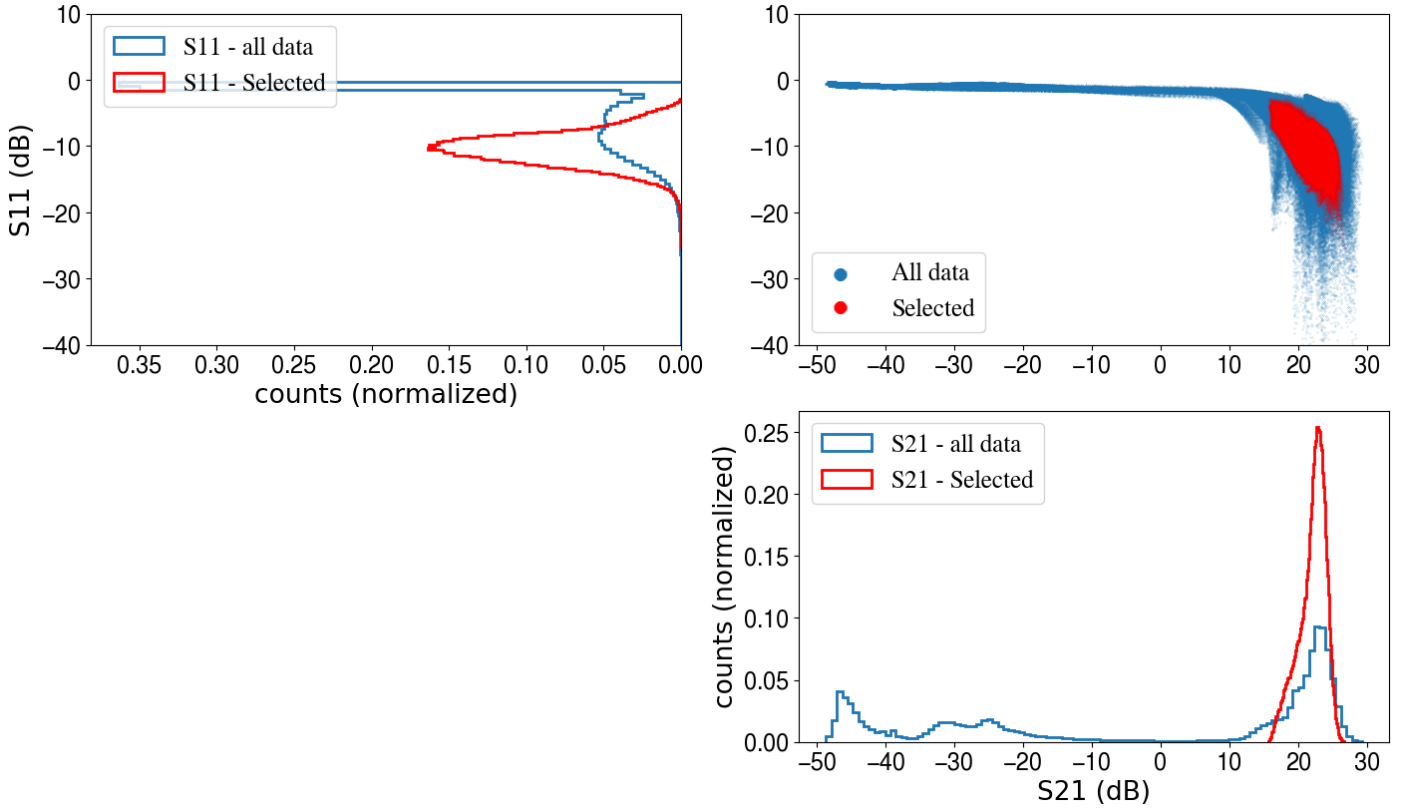 10
0
−10
−20
−30
−40
S11 (dB)
S11 - all data
S11 - Selected
0.35 0.30 0.25 0.20 0.15 0.10 0.05 0.00
counts (normalized)
10
0
−10
−20
−30
−40
All data
Selected
−50 −40 −30 −20 −10 0 10 20 30
0.25
0.20
0.15
0.10
0.05
0.00
counts (normalized)
S21 - all data
S21 - Selected
−50 −40 −30 −20 −10 0 10 20 30
S21 (dB)